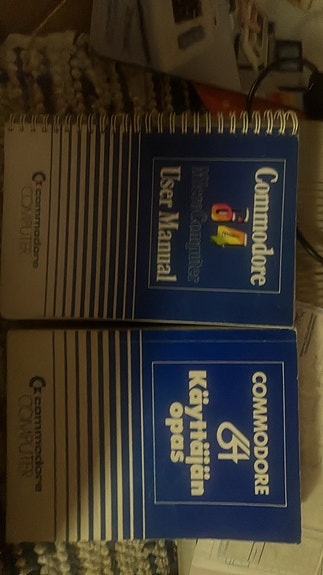 Commodore
64
MicroComputer
User Manual
commodore
COMPUTER
COMMODORE
64
Käyttäjän
opas
commodore
COMPUTER